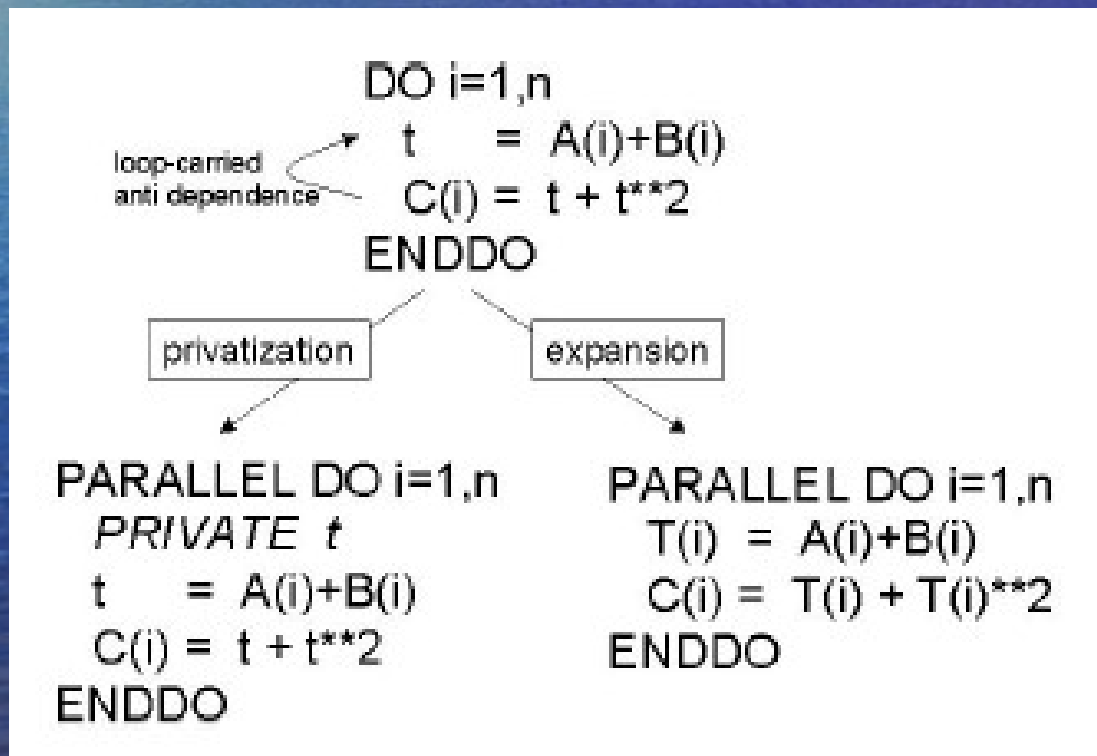 DO i=1,n
t = A(i)+B(i)
C(i) = t + t**2
ENDDO
loop-carried
anti dependence
privatization
expansion
PARALLEL DO i=1,n
PRIVATE t
t = A(i)+B(i)
C(i) = t + t**2
ENDDO
PARALLEL DO i=1,n
T(i) = A(i)+B(i)
C(i) = T(i) + T(i)**2
ENDDO